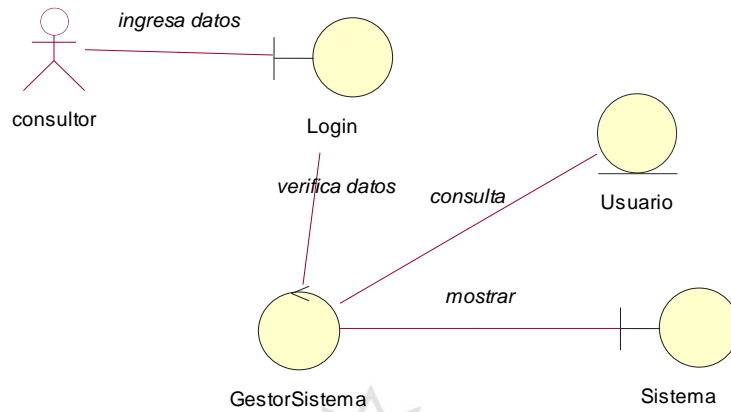 ingresa datos
consultor
Login
verifica datos
consulta
Usuario
mostrar
GestorSistema
Sistema